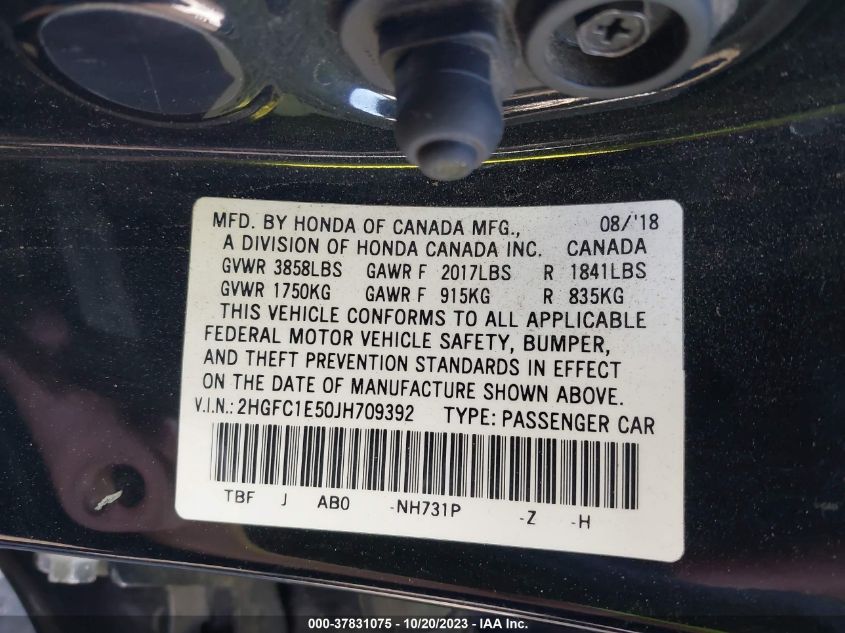 MFD. BY HONDA OF CANADA MFG., 08/'18
A DIVISION OF HONDA CANADA INC. CANADA
GVWR 3858LBS GAWR F 2017LBS R 1841LBS
GVWR 1750KG GAWR F 915KG R 835KG
THIS VEHICLE CONFORMS TO ALL APPLICABLE
FEDERAL MOTOR VEHICLE SAFETY, BUMPER,
AND THEFT PREVENTION STANDARDS IN EFFECT
ON THE DATE OF MANUFACTURE SHOWN ABOVE.
V.I.N.: 2HGFC1E50JH709392 TYPE: PASSENGER CAR
TBF J AB0 -NH731P -Z -H
000-37831075 | 10/20/2023 - IAA Inc.